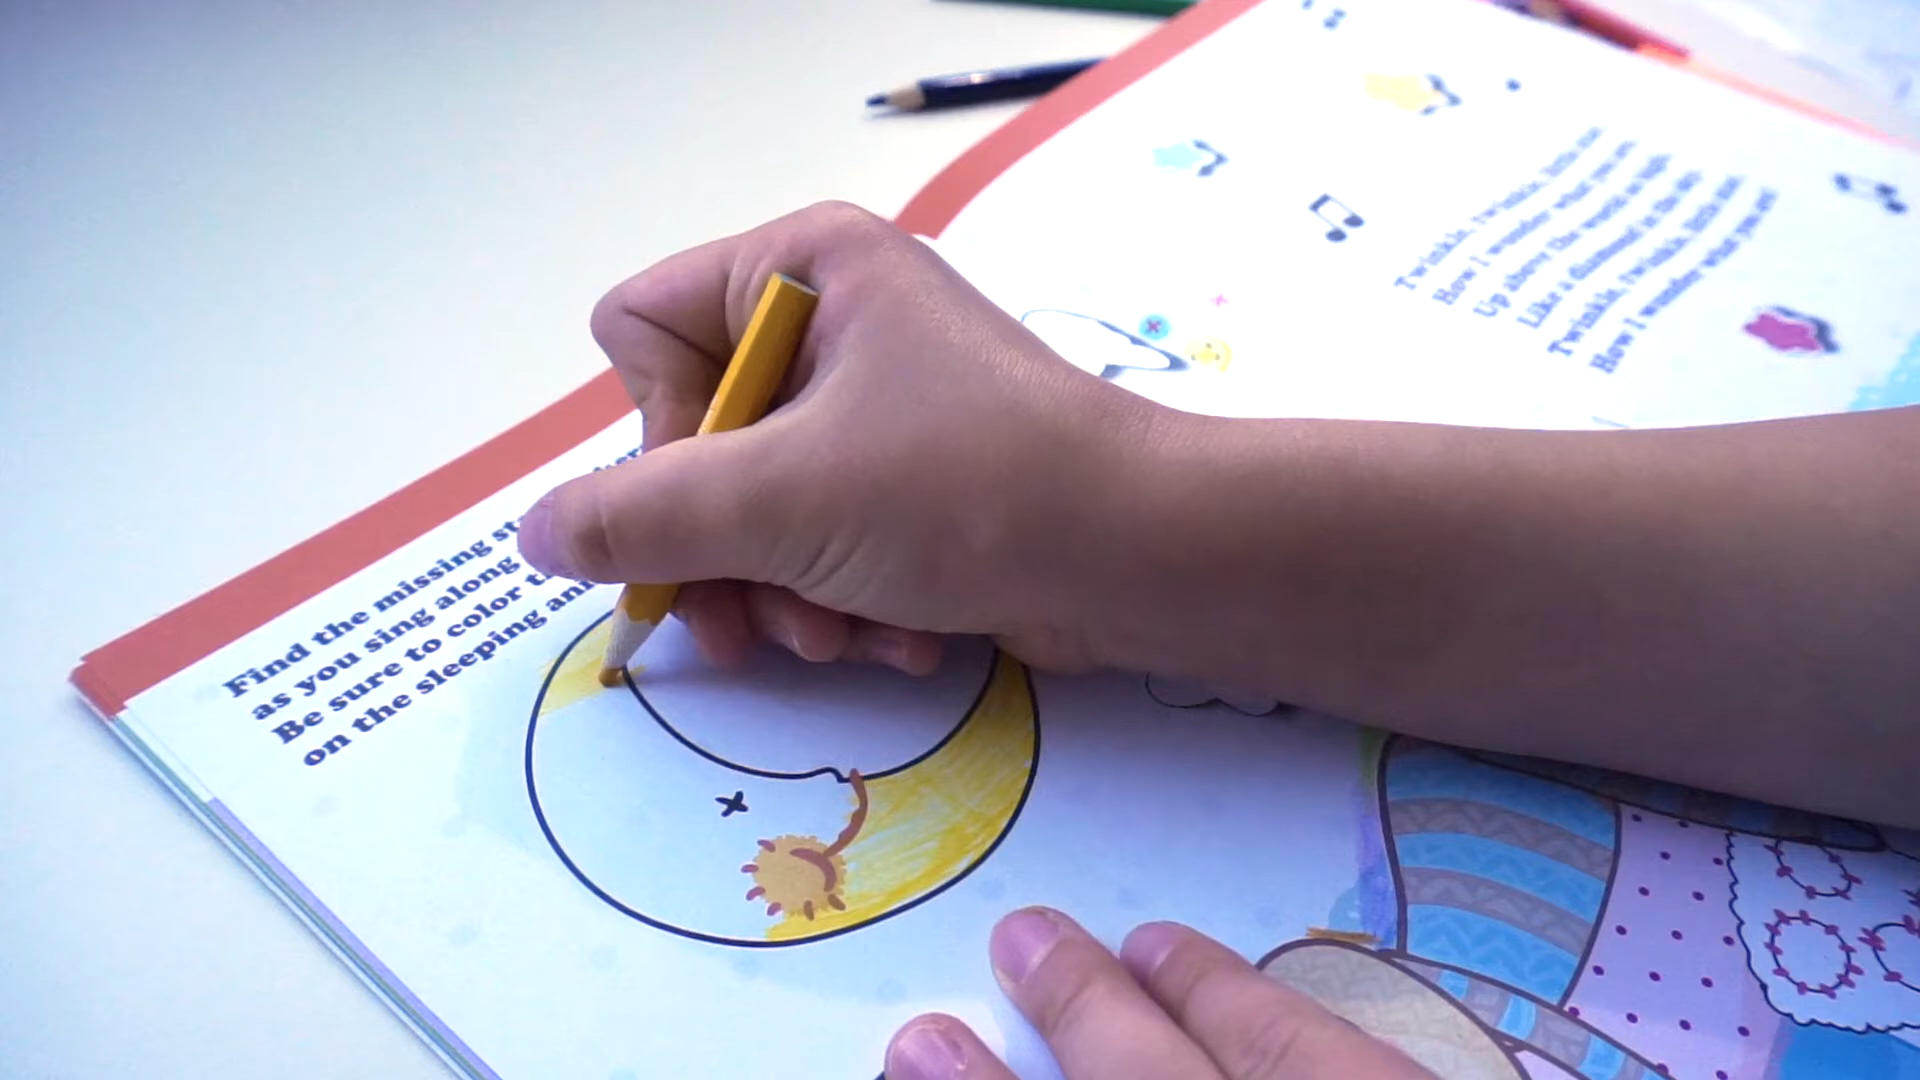 Find the missing
as you sing along
Be sure to color
on the sleeping
Twinkle, twinkle, little star
How I wonder what you are
Up above the world so high
Like a diamond in the sky
Twinkle, twinkle, little star
How I wonder what you are